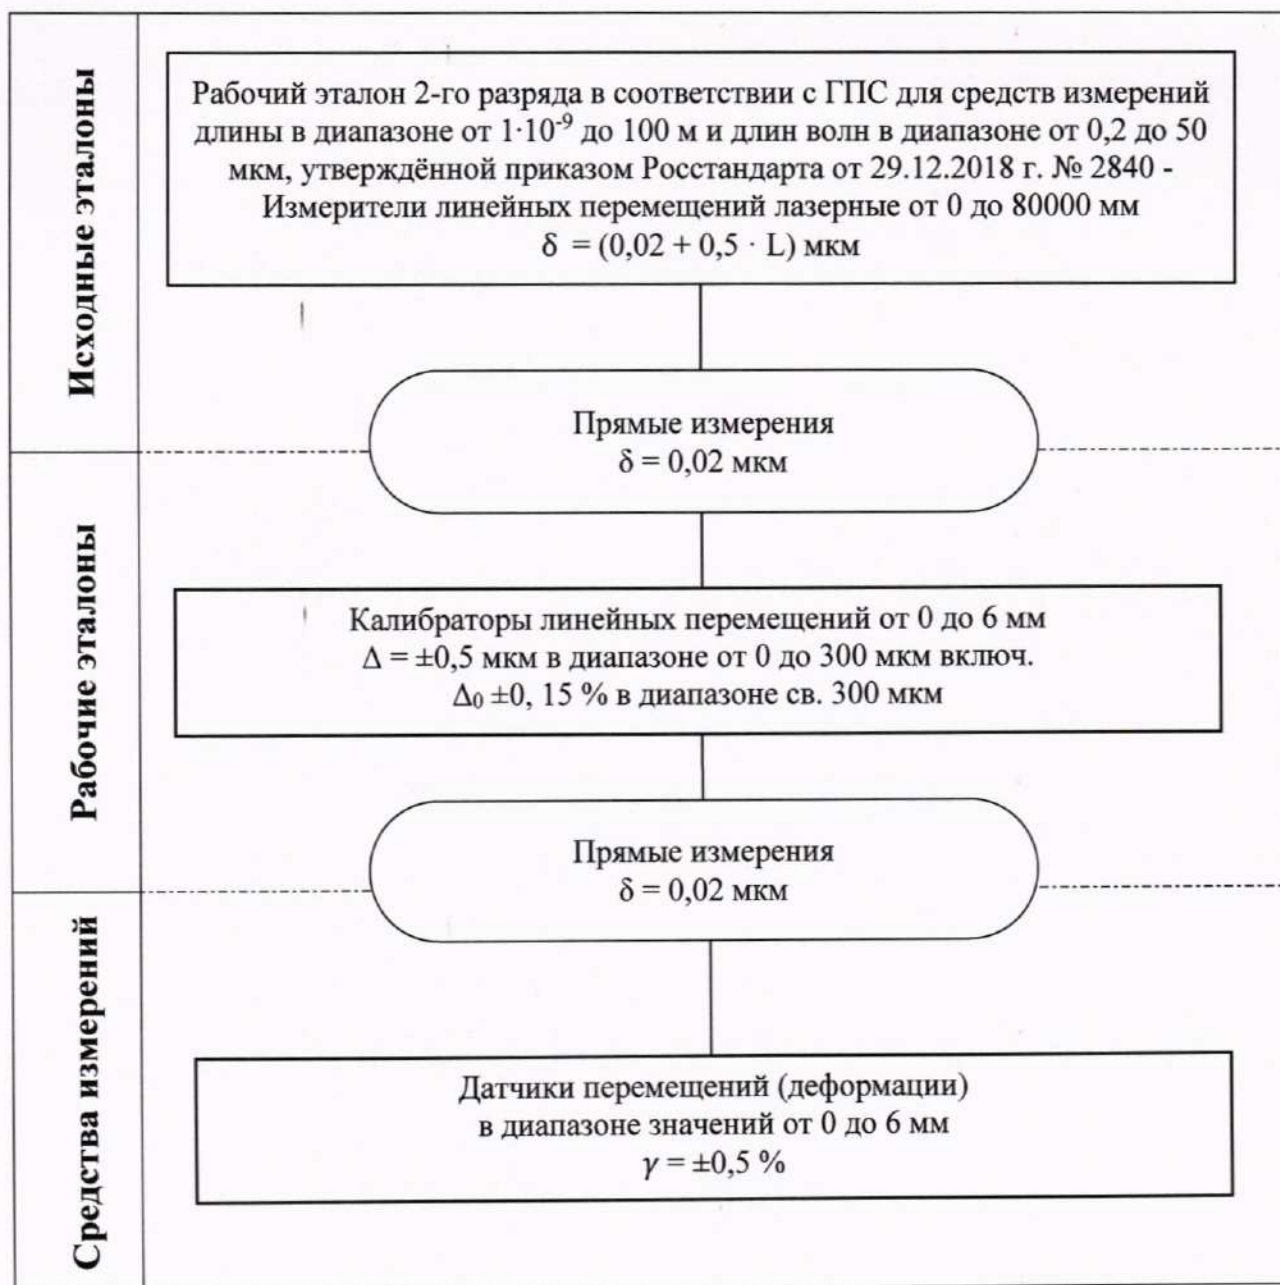 Исходные эталоны
Рабочий эталон 2-го разряда в соответствии с ГПС для средств измерений
длины в диапазоне от 1·10⁻⁹ до 100 м и длин волн в диапазоне от 0,2 до 50
мкм, утверждённой приказом Росстандарта от 29.12.2018 г. № 2840 -
Измерители линейных перемещений лазерные от 0 до 80000 мм
δ = (0,02 + 0,5 · L) мкм
Прямые измерения
δ = 0,02 мкм
Рабочие эталоны
Калибраторы линейных перемещений от 0 до 6 мм
Δ = ±0,5 мкм в диапазоне от 0 до 300 мкм включ.
Δ₀ ±0, 15 % в диапазоне св. 300 мкм
Прямые измерения
δ = 0,02 мкм
Средства измерений
Датчики перемещений (деформации)
в диапазоне значений от 0 до 6 мм
γ = ±0,5 %